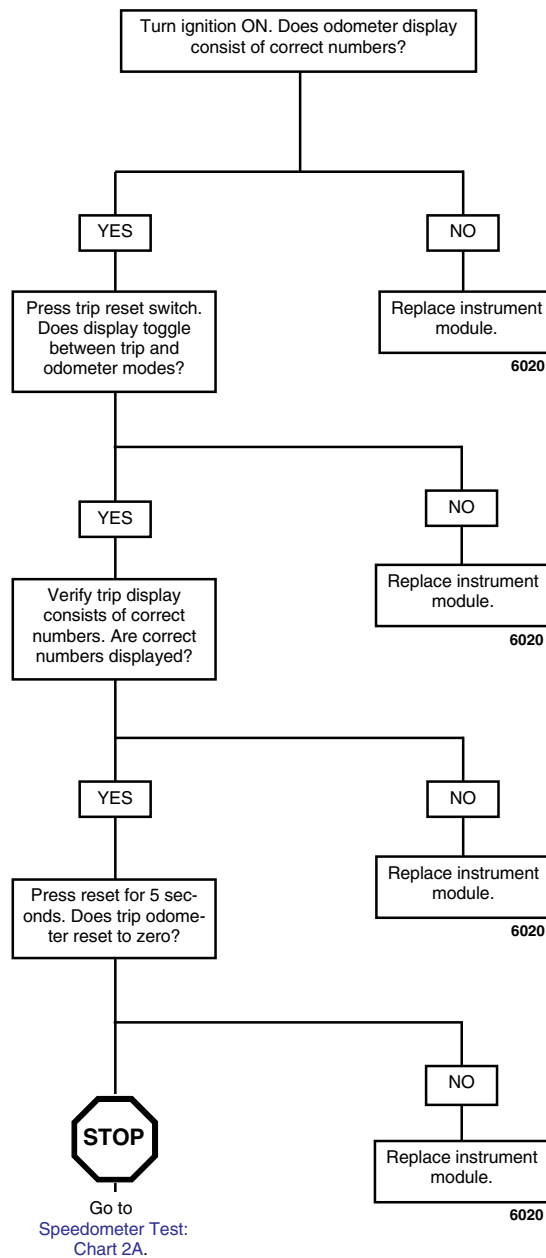 Turn ignition ON. Does odometer display
consist of correct numbers?
YES
NO
Press trip reset switch.
Does display toggle
between trip and
odometer modes?
Replace instrument
module.
6020
YES
NO
Verify trip display
consists of correct
numbers. Are correct
numbers displayed?
Replace instrument
module.
6020
YES
NO
Press reset for 5 sec-
onds. Does trip odome-
ter reset to zero?
Replace instrument
module.
6020
NO
STOP
Replace instrument
module.
6020
Go to
Speedometer Test:
Chart 2A.